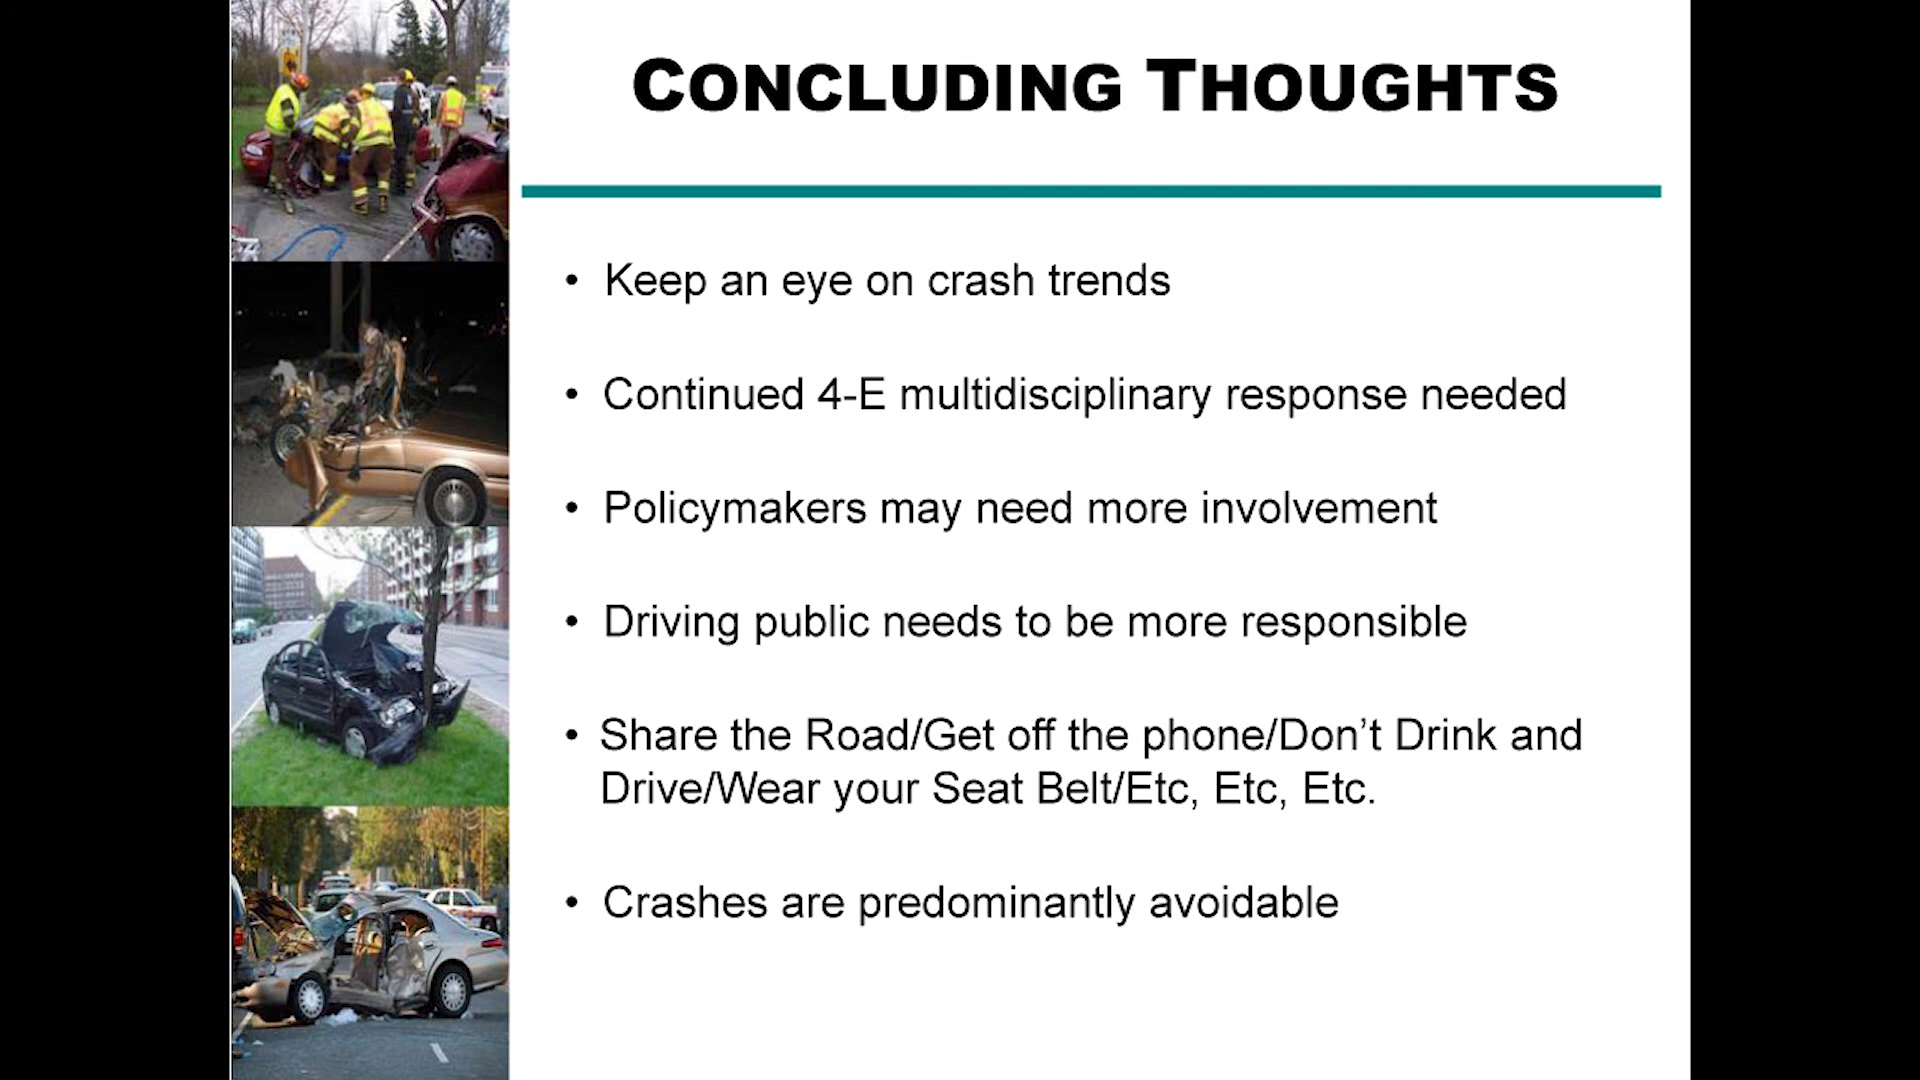 CONCLUDING THOUGHTS
• Keep an eye on crash trends
• Continued 4-E multidisciplinary response needed
• Policymakers may need more involvement
• Driving public needs to be more responsible
• Share the Road/Get off the phone/Don’t Drink and
Drive/Wear your Seat Belt/Etc, Etc, Etc.
• Crashes are predominantly avoidable